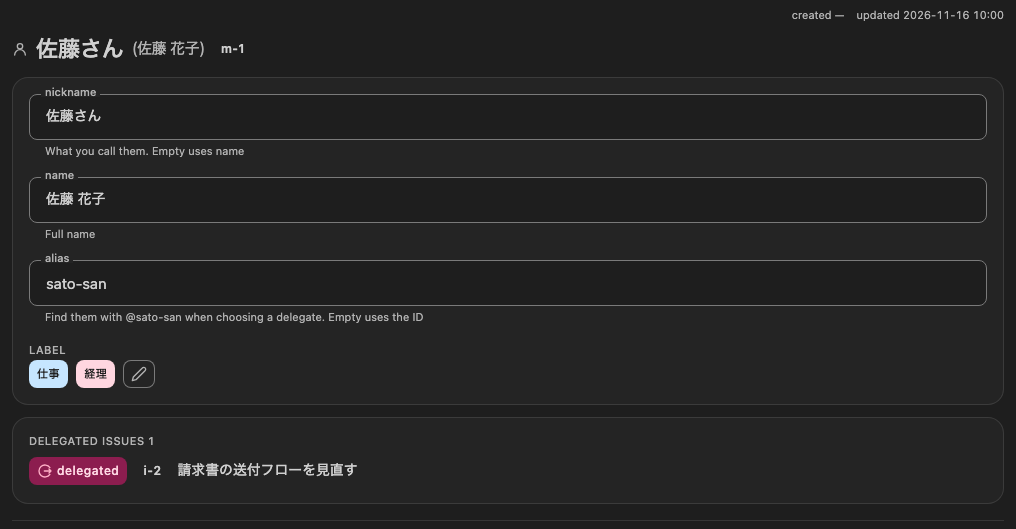 created — updated 2026-11-16 10:00
佐藤さん (佐藤 花子) m-1
nickname
佐藤さん
What you call them. Empty uses name
name
佐藤 花子
Full name
alias
sato-san
Find them with @sato-san when choosing a delegate. Empty uses the ID
LABEL
仕事 経理
DELEGATED ISSUES 1
delegated i-2 請求書の送付フローを見直す